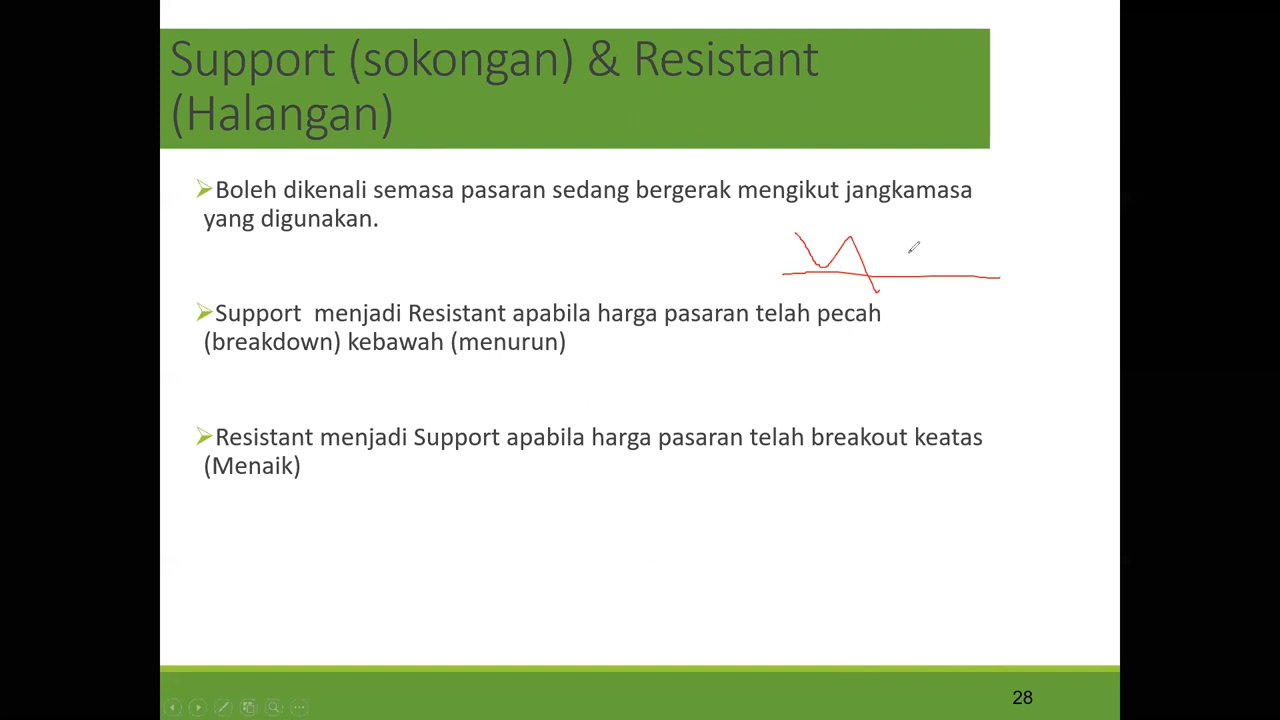 Support (sokongan) & Resistant
(Halangan)
Boleh dikenali semasa pasaran sedang bergerak mengikut jangkamasa
yang digunakan.
Support  menjadi Resistant apabila harga pasaran telah pecah
(breakdown) kebawah (menurun)
Resistant menjadi Support apabila harga pasaran telah breakout keatas
(Menaik)
28